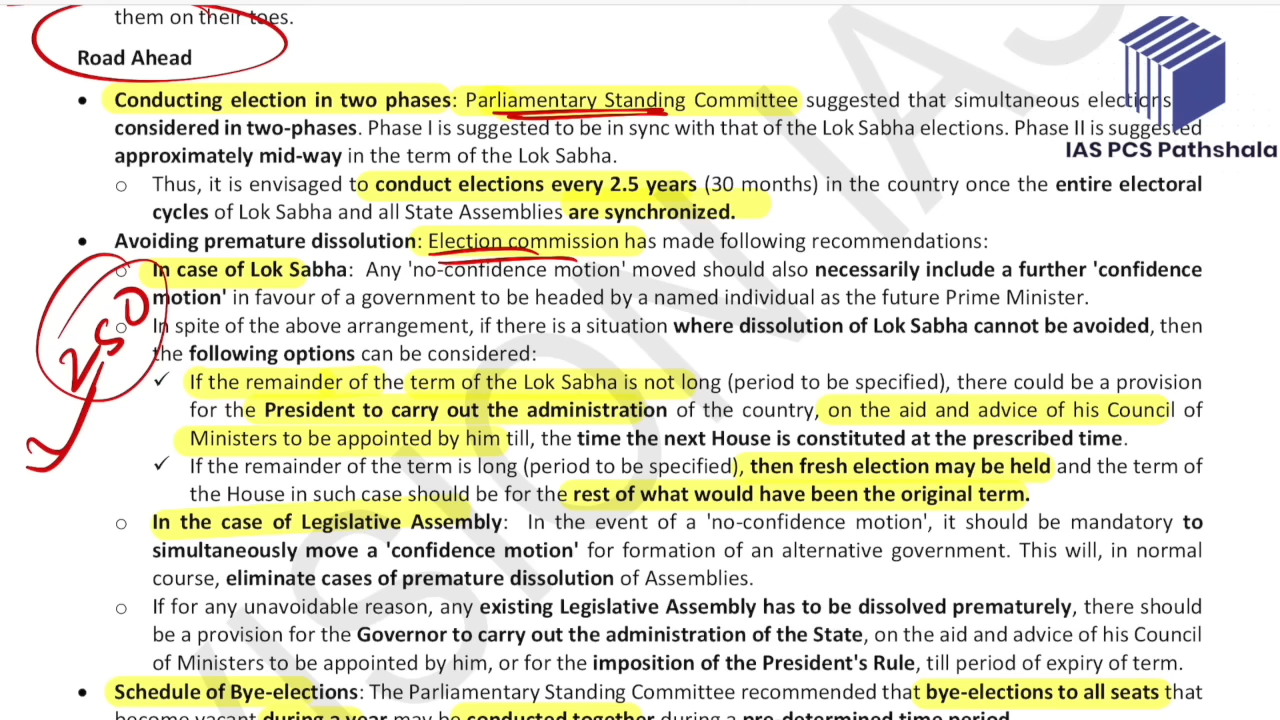 them on their toes.
Road Ahead
• Conducting election in two phases: Parliamentary Standing Committee suggested that simultaneous elections
considered in two-phases. Phase I is suggested to be in sync with that of the Lok Sabha elections. Phase II is suggested
approximately mid-way in the term of the Lok Sabha.
IAS PCS Pathshala
o Thus, it is envisaged to conduct elections every 2.5 years (30 months) in the country once the entire electoral
cycles of Lok Sabha and all State Assemblies are synchronized.
• Avoiding premature dissolution: Election commission has made following recommendations:
o In case of Lok Sabha: Any 'no-confidence motion' moved should also necessarily include a further 'confidence
motion' in favour of a government to be headed by a named individual as the future Prime Minister.
250
o In spite of the above arrangement, if there is a situation where dissolution of Lok Sabha cannot be avoided, then
the following options can be considered:
✓ If the remainder of the term of the Lok Sabha is not long (period to be specified), there could be a provision
for the President to carry out the administration of the country, on the aid and advice of his Council of
Ministers to be appointed by him till, the time the next House is constituted at the prescribed time.
✓ If the remainder of the term is long (period to be specified), then fresh election may be held and the term of
the House in such case should be for the rest of what would have been the original term.
o In the case of Legislative Assembly: In the event of a 'no-confidence motion', it should be mandatory to
simultaneously move a 'confidence motion' for formation of an alternative government. This will, in normal
course, eliminate cases of premature dissolution of Assemblies.
o If for any unavoidable reason, any existing Legislative Assembly has to be dissolved prematurely, there should
be a provision for the Governor to carry out the administration of the State, on the aid and advice of his Council
of Ministers to be appointed by him, or for the imposition of the President's Rule, till period of expiry of term.
• Schedule of Bye-elections: The Parliamentary Standing Committee recommended that bye-elections to all seats that
become vacant during a year may be conducted together during a pre-determined time period.
VISION IAS